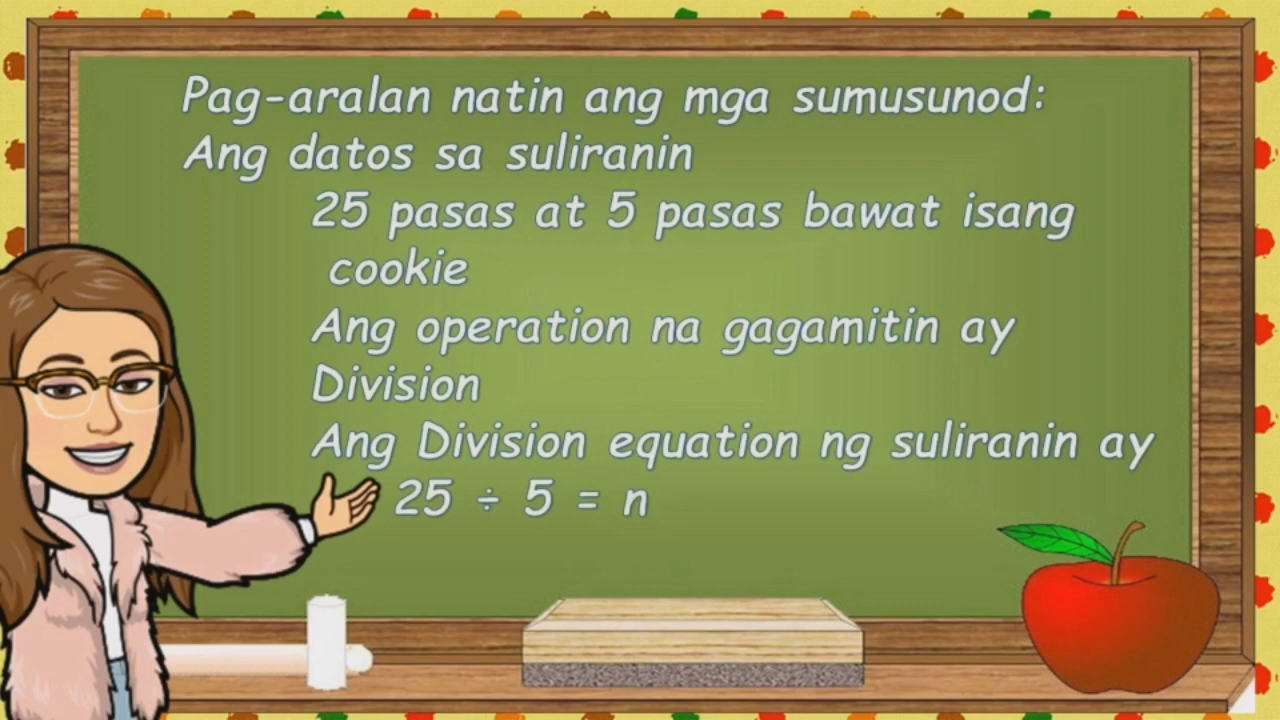 Pag-aralan natin ang mga sumusunod:
Ang datos sa suliranin
25 pasas at 5 pasas bawat isang
cookie
Ang operation na gagamitin ay
Division
Ang Division equation ng suliranin ay
25 ÷ 5 = n